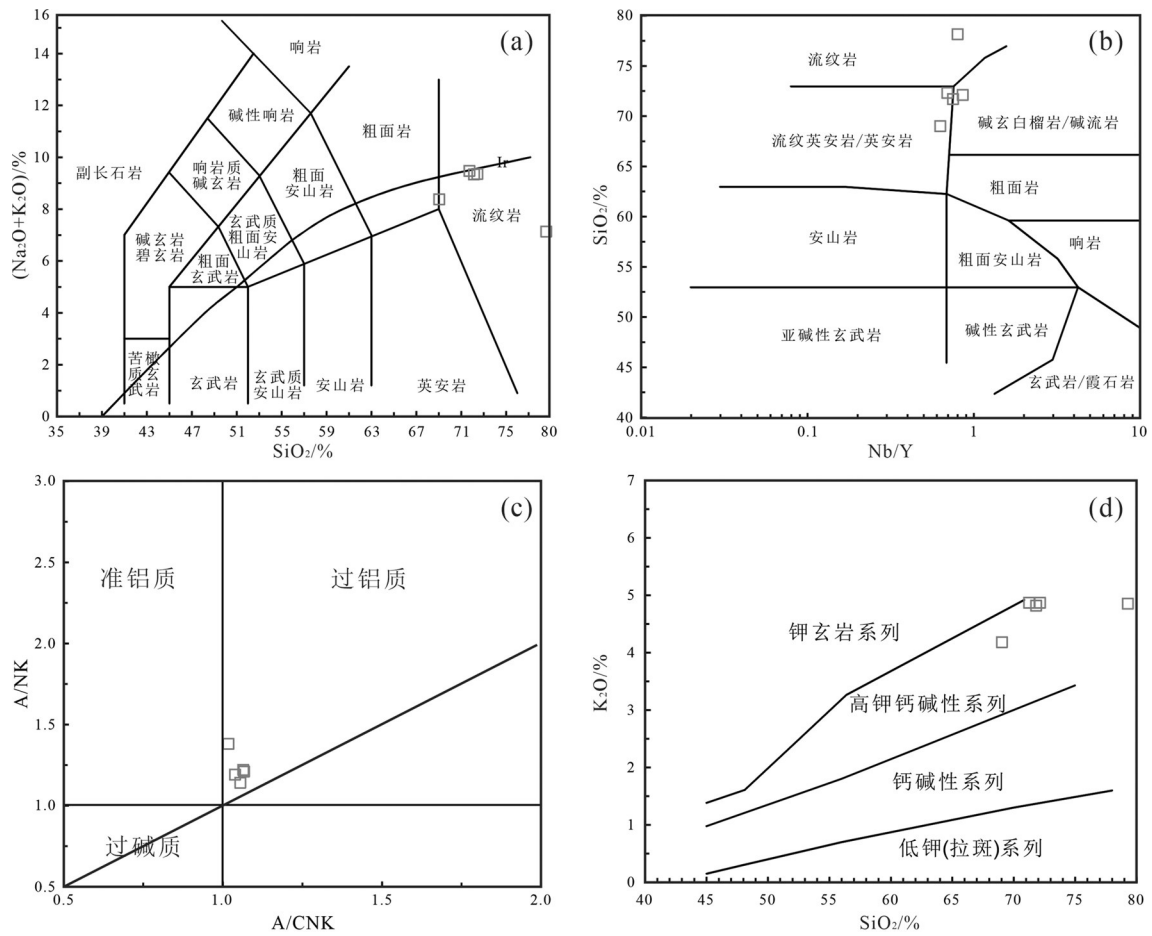 (a)
16
14
12
10
8
6
4
2
0
(Na₂O+K₂O)/%
响岩
碱性响岩
粗面岩
副长石岩
响岩质
碱玄岩
粗面
安山岩
Ir
流纹岩
碱玄岩
碧玄岩
玄武质
粗面安
山岩
粗面
玄武岩
苦橄
质玄
武岩
玄武岩
玄武质
安山岩
安山岩
英安岩
35
39
43
47
51
55
59
63
67
71
75
80
SiO₂/%
(b)
80
75
70
65
60
55
50
45
40
SiO₂/%
流纹岩
流纹英安岩/英安岩
碱玄白榴岩/碱流岩
粗面岩
安山岩
响岩
粗面安山岩
亚碱性玄武岩
碱性玄武岩
玄武岩/霞石岩
0.01
0.1
1
10
Nb/Y
(c)
3.0
2.5
2.0
1.5
1.0
0.5
A/NK
准铝质
过铝质
过碱质
0.5
1.0
1.5
2.0
A/CNK
(d)
7
6
5
4
3
2
1
0
K₂O/%
钾玄岩系列
高钾钙碱性系列
钙碱性系列
低钾(拉斑)系列
40
45
50
55
60
65
70
75
80
SiO₂/%